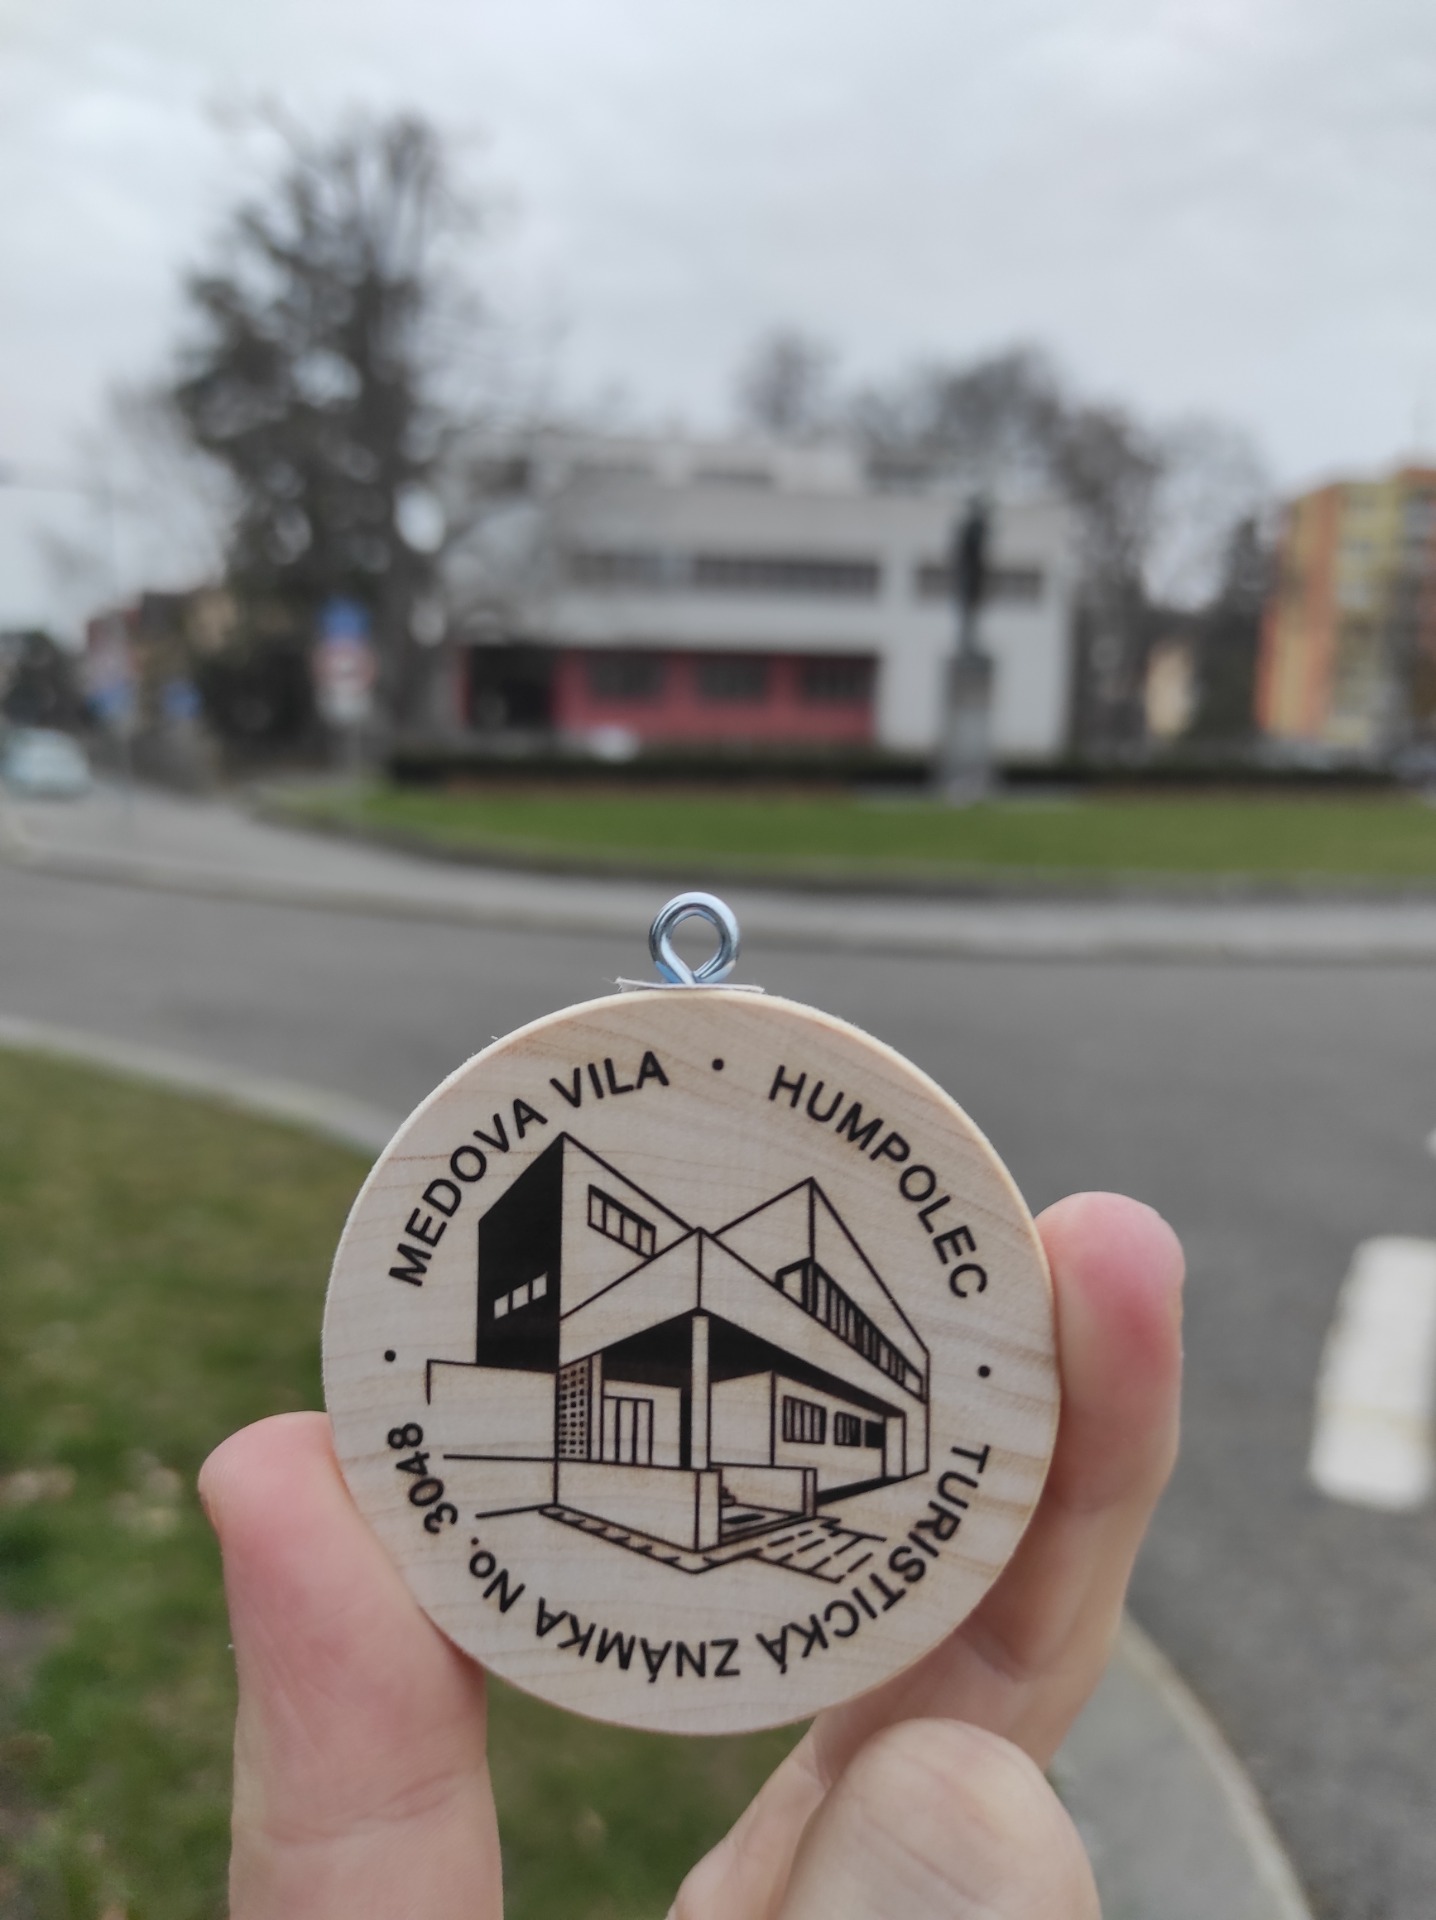 MEDOVA VILA • HUMPOLEC • TURISTICKÁ ZNÁMKA No. 3048 •